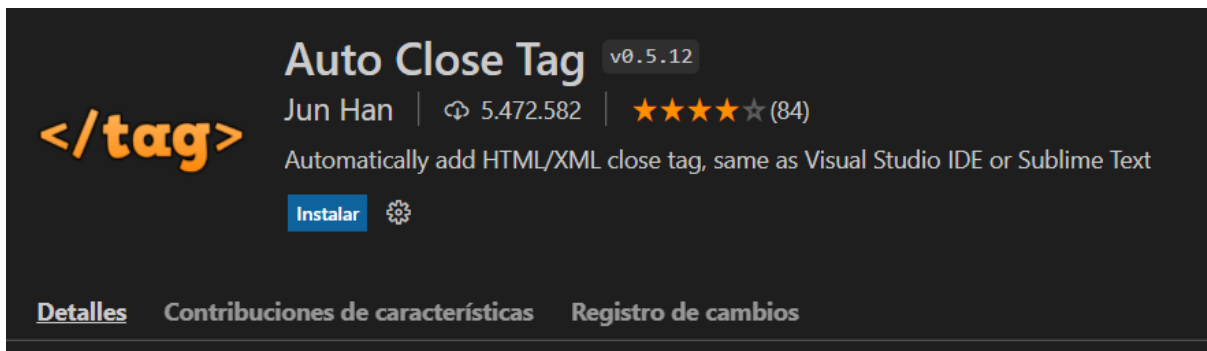 </tag>
Auto Close Tag v0.5.12
Jun Han 5.472.582 (84)
Automatically add HTML/XML close tag, same as Visual Studio IDE or Sublime Text
Instalar
Detalles Contribuciones de características Registro de cambios